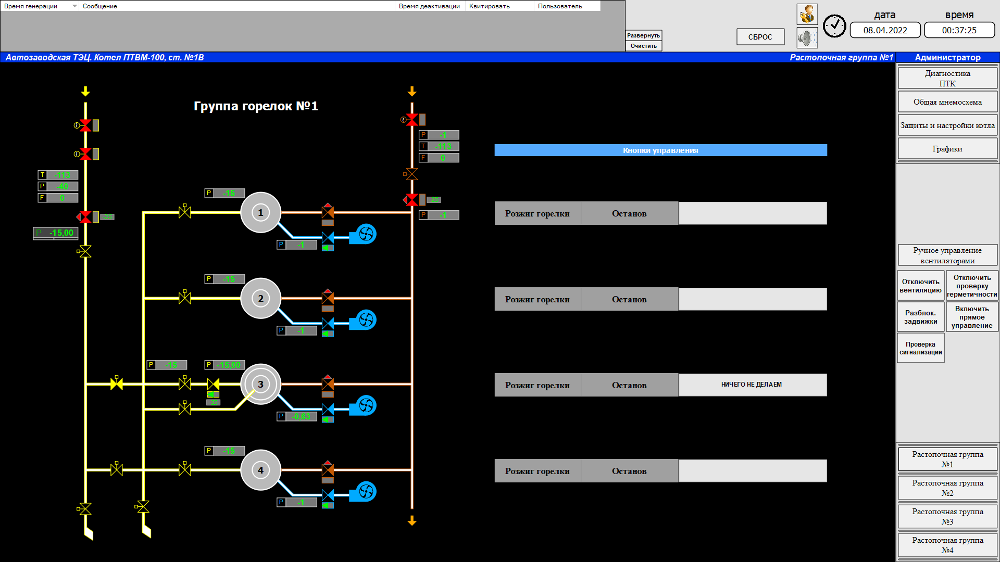 Время генерации Сообщение Время деактивации Квитировать Пользователь
Развернуть
Очистить
СБРОС
дата
08.04.2022
время
00:37:25
Автозаводская ТЭЦ. Котел ПТВМ-100, ст. №1В
Растопочная группа №1
Администратор
Диагностика
ПТК
Общая мнемосхема
Защиты и настройки котла
Графики
Ручное управление
вентиляторами
Отключить
вентиляцию
Отключить
проверку
герметичности
Разблок.
задвижки
Включить
прямое
управление
Проверка
сигнализации
Растопочная группа
№1
Растопочная группа
№2
Растопочная группа
№3
Растопочная группа
№4
Группа горелок №1
T -113
P -40
F 0
-25
P -15,00
P -1
T -113
F 0
-25
P -1
P -15
1
P -1
P -15
2
P -1
P -15
P -15,00
-25
3
P -0,63
P -15
4
P -1
Кнопки управления
Розжиг горелки Останов
Розжиг горелки Останов
Розжиг горелки Останов НИЧЕГО НЕ ДЕЛАЕМ
Розжиг горелки Останов